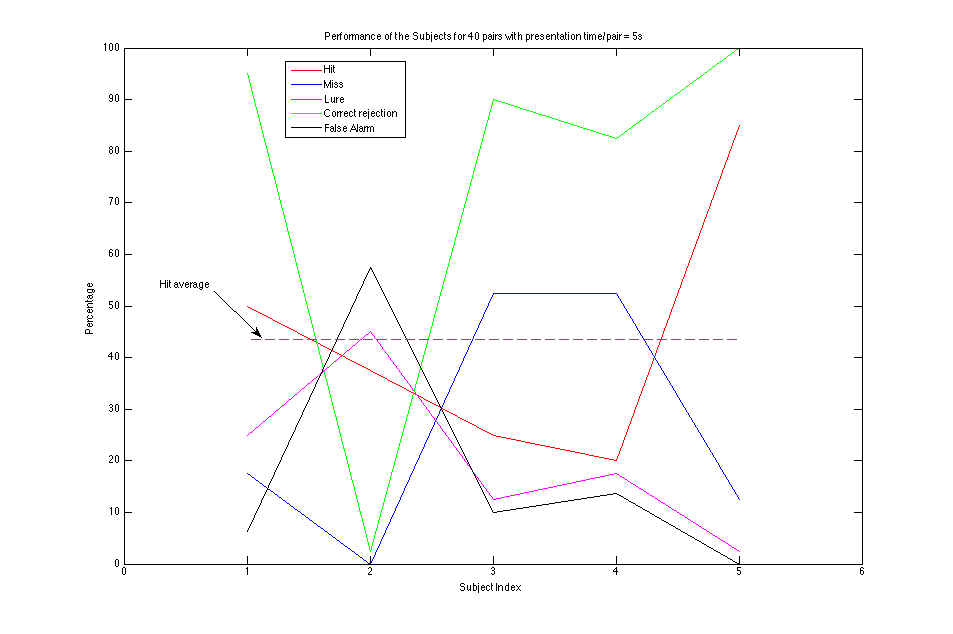 Performance of the Subjects for 40 pairs with presentation time/pair = 5s
100
90
80
70
60
50
40
30
20
10
0
Hit
Miss
Lure
Correct rejection
False Alarm
Hit average
Percentage
0 1 2 3 4 5 6
Subject Index